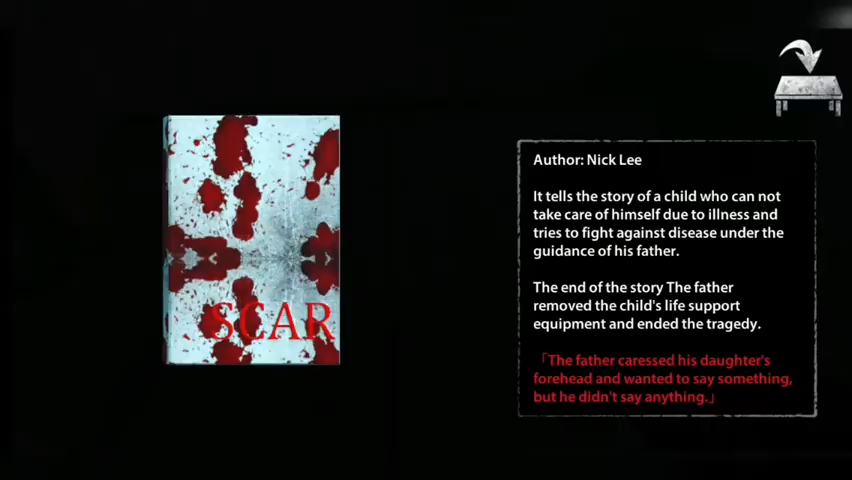 SCAR
Author: Nick Lee
It tells the story of a child who can not
take care of himself due to illness and
tries to fight against disease under the
guidance of his father.
The end of the story The father
removed the child's life support
equipment and ended the tragedy.
「The father caressed his daughter's
forehead and wanted to say something,
but he didn't say anything.」